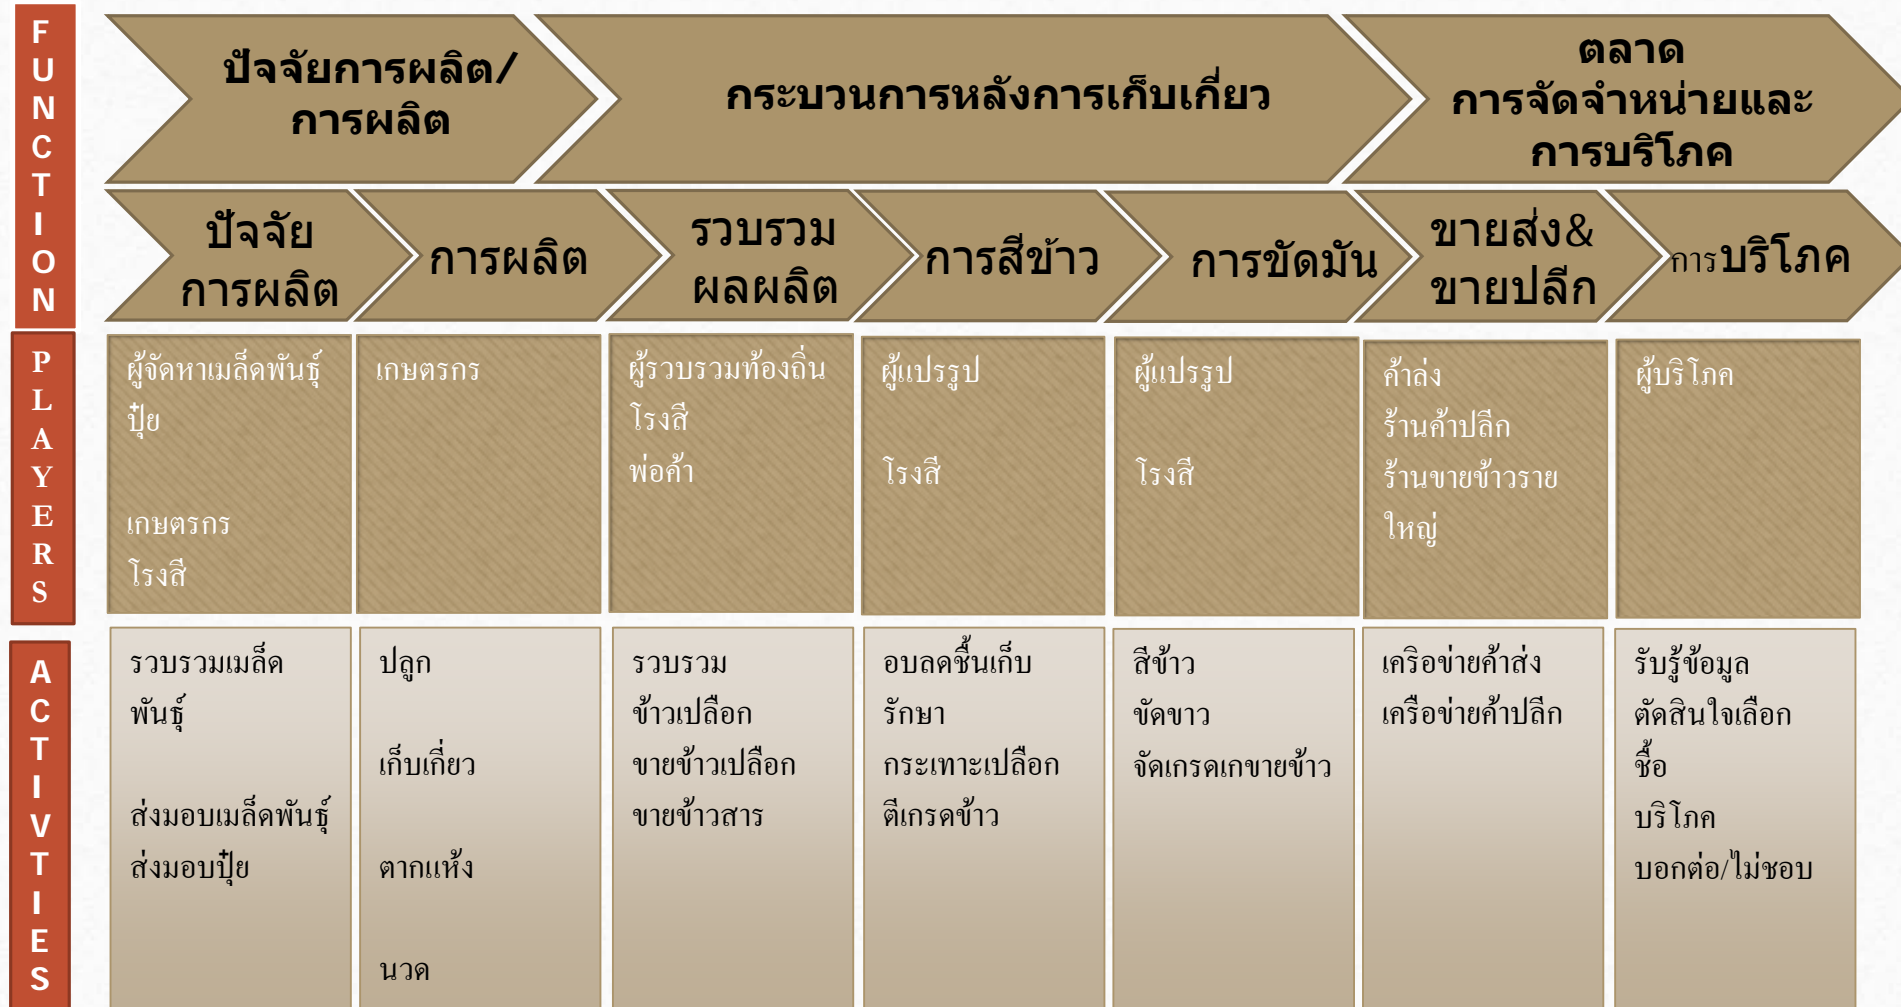 FUNCTION
ปัจจัยการผลิต/
การผลิต
กระบวนการหลังการเก็บเกี่ยว
ตลาด
การจัดจำหน่ายและ
การบริโภค
ปัจจัย
การผลิต
การผลิต
รวบรวม
ผลผลิต
การสีข้าว
การขัดมัน
ขายส่ง&
ขายปลีก
การบริโภค
PLAYERS
ผู้จัดหาเมล็ดพันธุ์
ปุ๋ย
เกษตรกร
โรงสี
เกษตรกร
ผู้รวบรวมท้องถิ่น
โรงสี
พ่อค้า
ผู้แปรรูป
โรงสี
ผู้แปรรูป
โรงสี
ค้าล่ง
ร้านค้าปลีก
ร้านขายข้าวราย
ใหญ่
ผู้บริโภค
ACTIVTIES
รวบรวมเมล็ด
พันธุ์
ส่งมอบเมล็ดพันธุ์
ส่งมอบปุ๋ย
ปลูก
เก็บเกี่ยว
ตากแห้ง
นวด
รวบรวม
ข้าวเปลือก
ขายข้าวเปลือก
ขายข้าวสาร
อบลดชื้นเก็บ
รักษา
กระเทาะเปลือก
ตีเกรดข้าว
สีข้าว
ขัดขาว
จัดเกรดเกขายข้าว
เคริอข่ายค้าส่ง
เครือข่ายค้าปลีก
รับรู้ข้อมูล
ตัดสินใจเลือก
ซื้อ
บริโภค
บอกต่อ/ไม่ชอบ